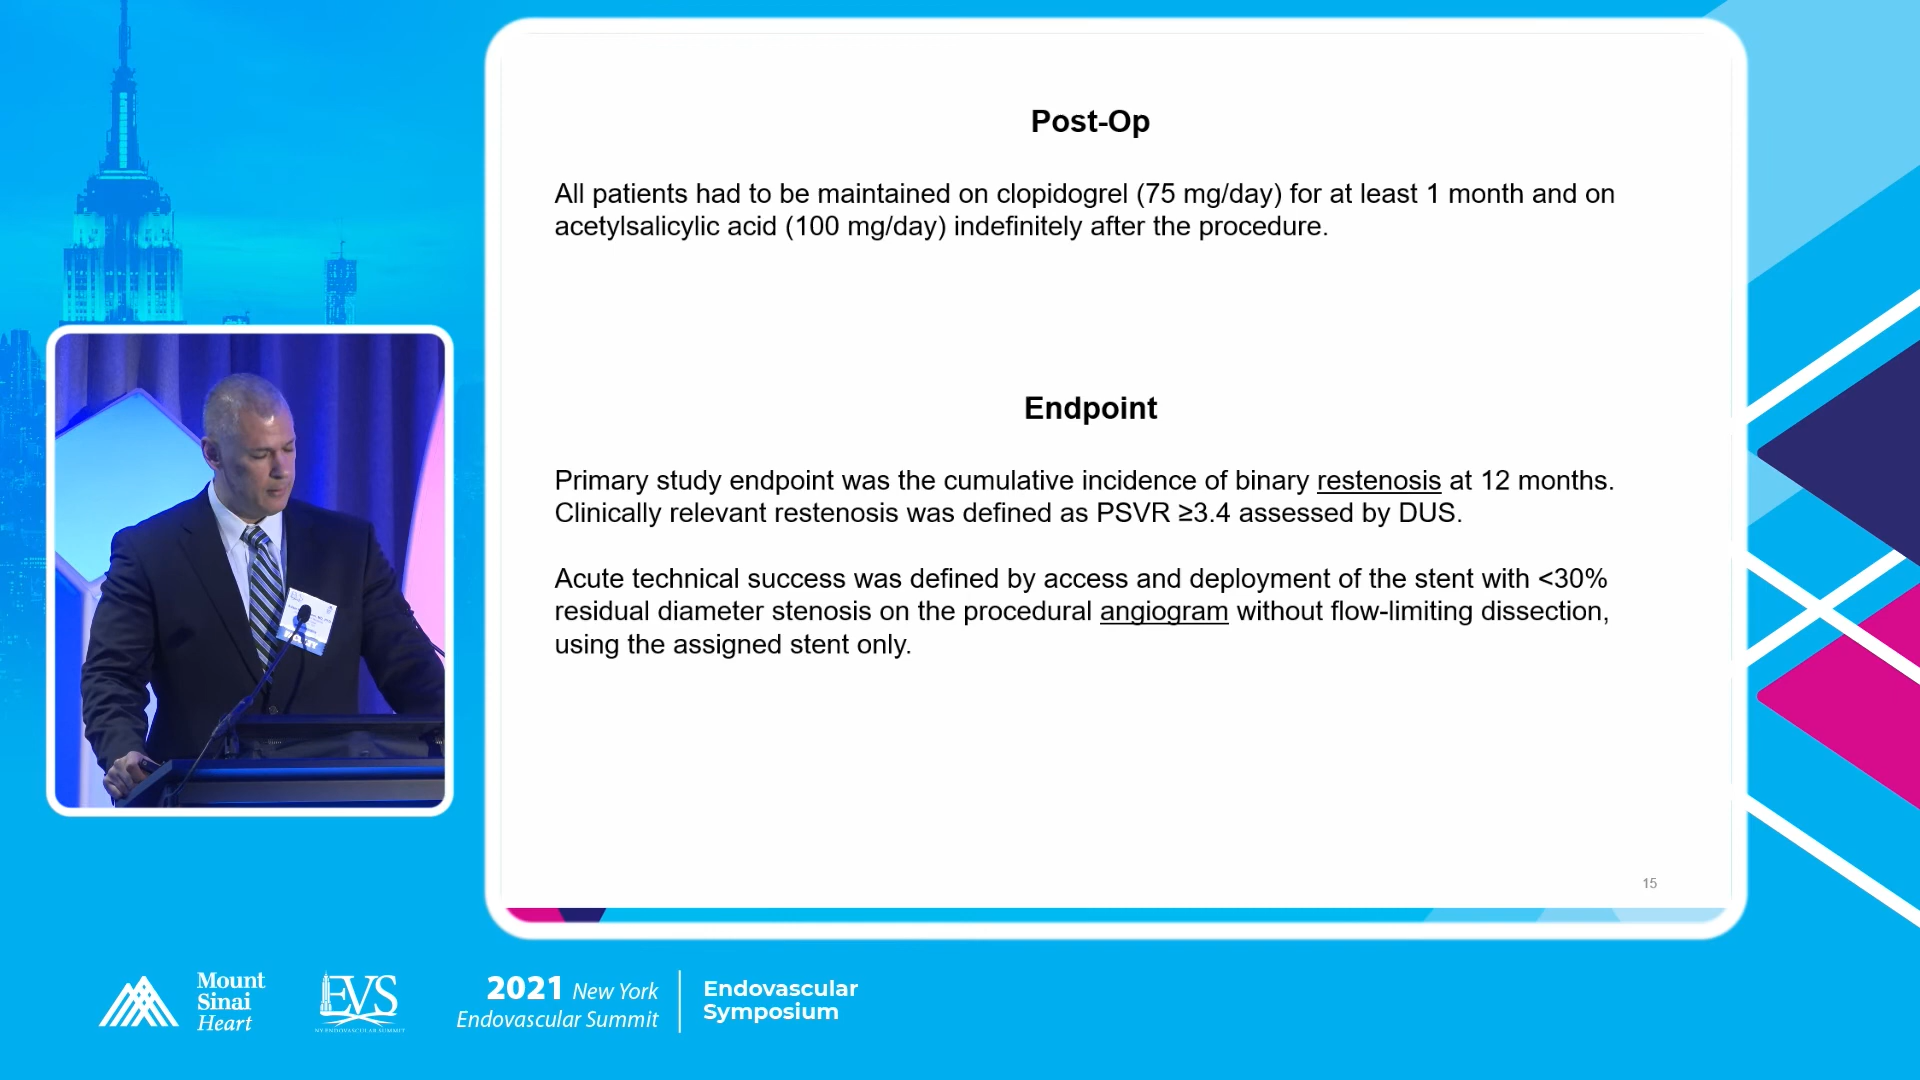 Post-Op
All patients had to be maintained on clopidogrel (75 mg/day) for at least 1 month and on
acetylsalicylic acid (100 mg/day) indefinitely after the procedure.
Endpoint
Primary study endpoint was the cumulative incidence of binary restenosis at 12 months.
Clinically relevant restenosis was defined as PSVR ≥3.4 assessed by DUS.
Acute technical success was defined by access and deployment of the stent with <30%
residual diameter stenosis on the procedural angiogram without flow-limiting dissection,
using the assigned stent only.
15
Mount
Sinai
Heart
EVS
NY ENDOVASCULAR SUMMIT
2021 New York
Endovascular Summit
Endovascular
Symposium